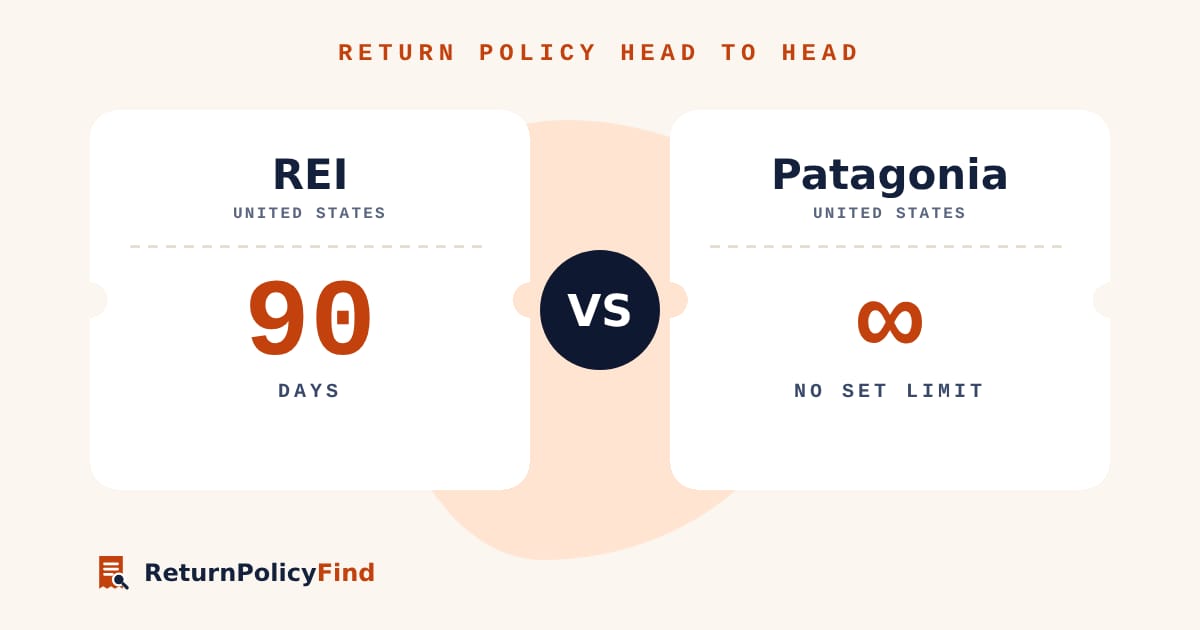 RETURN POLICY HEAD TO HEAD
REI
UNITED STATES
90
DAYS
VS
Patagonia
UNITED STATES
∞
NO SET LIMIT
ReturnPolicyFind